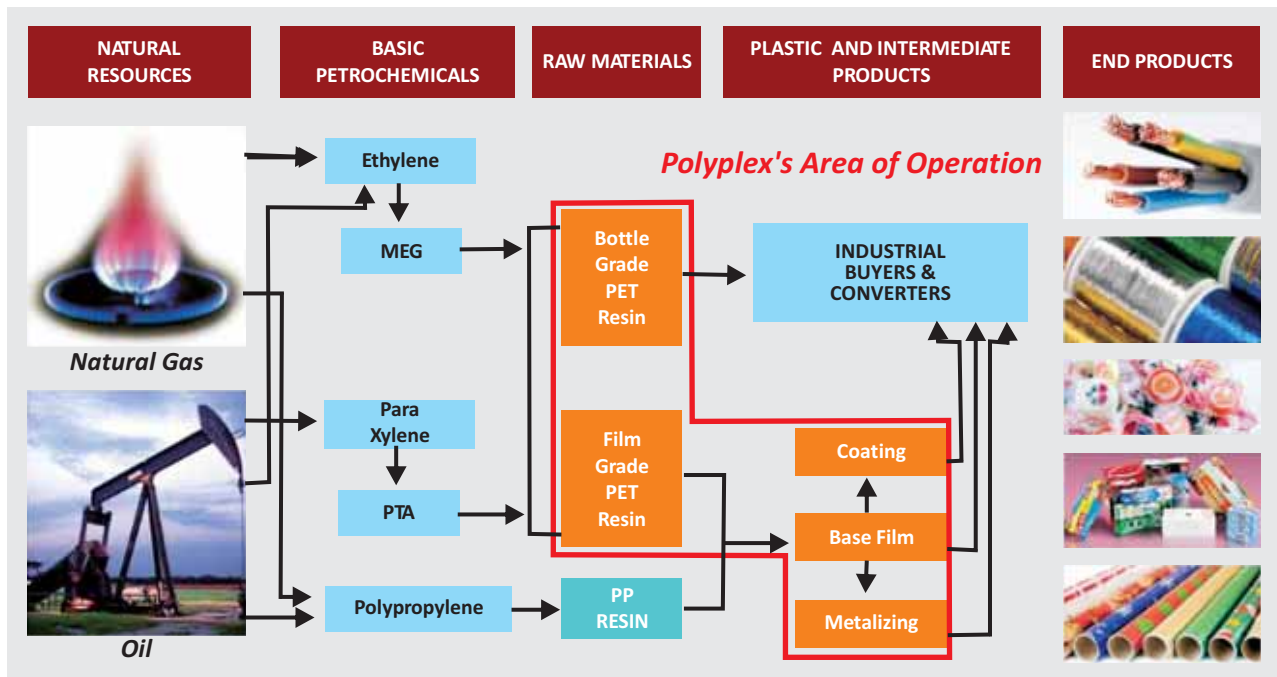 NATURAL
RESOURCES
BASIC
PETROCHEMICALS
RAW MATERIALS
PLASTIC AND INTERMEDIATE
PRODUCTS
END PRODUCTS
Polyplex's Area of Operation
Ethylene
MEG
Bottle
Grade
PET
Resin
INDUSTRIAL
BUYERS &
CONVERTERS
Natural Gas
Para
Xylene
PTA
Film
Grade
PET
Resin
Coating
Base Film
Metalizing
Polypropylene
PP
RESIN
Oil